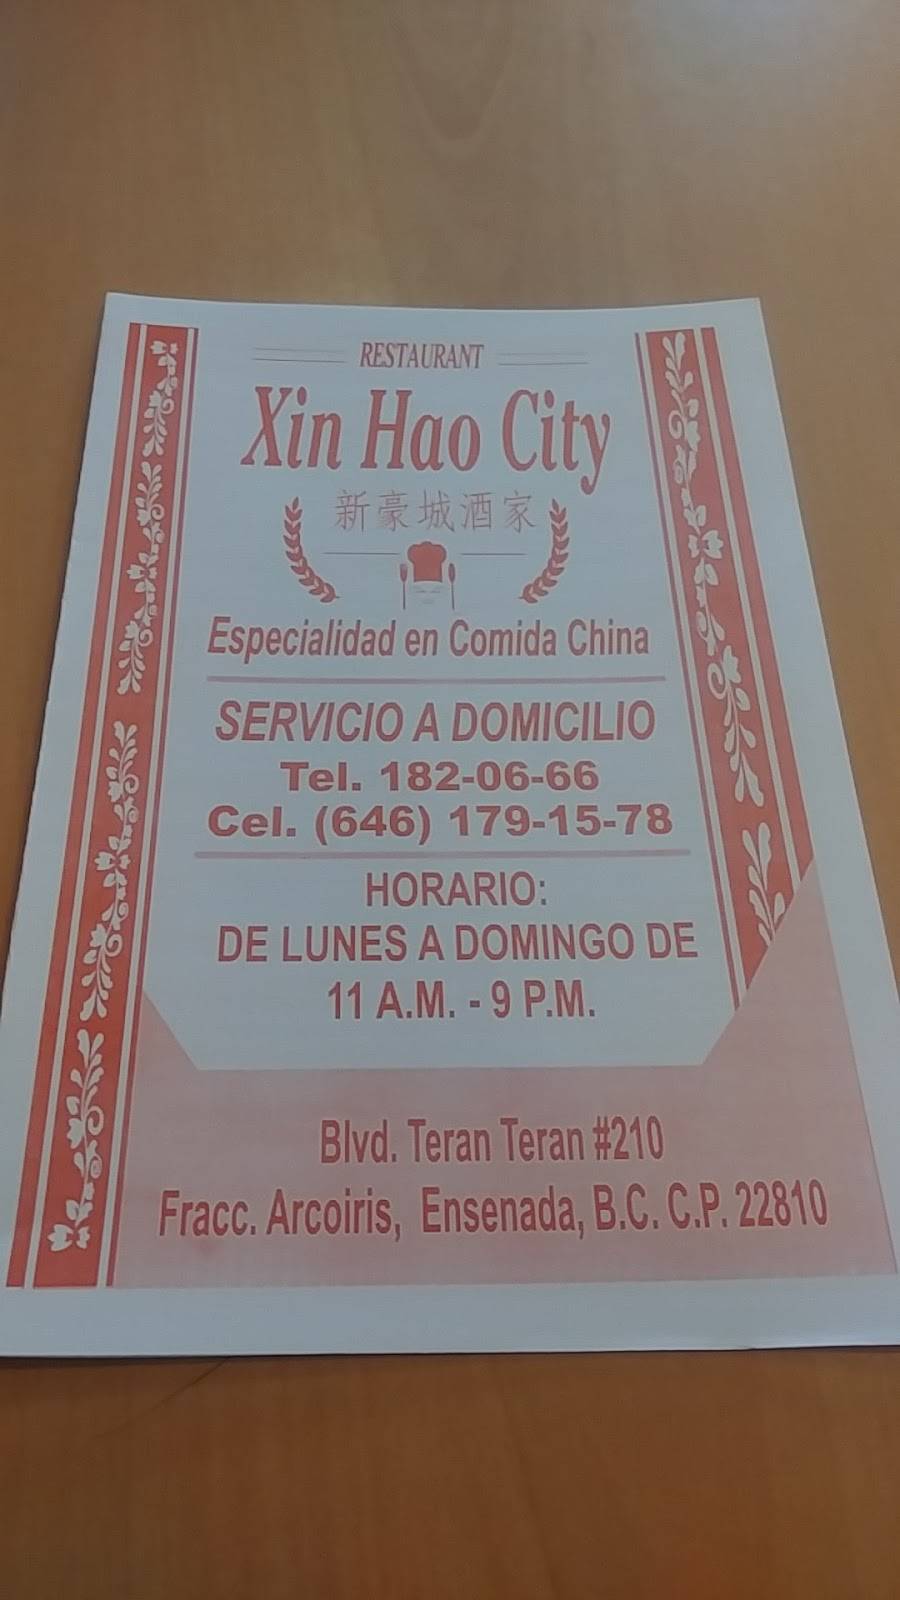 RESTAURANT
Xin Hao City
新豪城酒家
Especialidad en Comida China
SERVICIO A DOMICILIO
Tel. 182-06-66
Cel. (646) 179-15-78
HORARIO:
DE LUNES A DOMINGO DE
11 A.M. - 9 P.M.
Blvd. Teran Teran #210
Fracc. Arcoiris, Ensenada, B.C. C.P. 22810